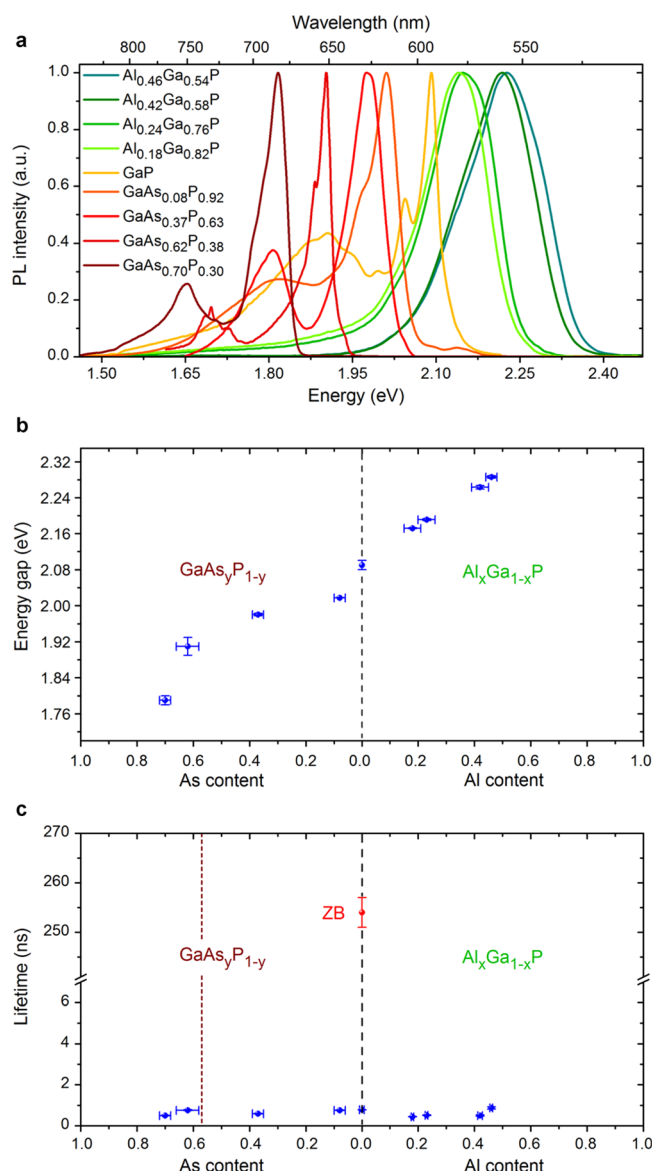 Wavelength (nm)
a
800 750 700 650 600 550
1.0
0.8
0.6
0.4
0.2
0.0
PL intensity (a.u.)
Al0.46Ga0.54P
Al0.42Ga0.58P
Al0.24Ga0.76P
Al0.18Ga0.82P
GaP
GaAs0.08P0.92
GaAs0.37P0.63
GaAs0.62P0.38
GaAs0.70P0.30
1.50 1.65 1.80 1.95 2.10 2.25 2.40
Energy (eV)
b
2.32
2.24
2.16
2.08
2.00
1.92
1.84
1.76
Energy gap (eV)
GaAsyP1-y
AlxGa1-xP
1.0 0.8 0.6 0.4 0.2 0.0 0.2 0.4 0.6 0.8 1.0
As content Al content
c
270
260
250
6
4
2
0
Lifetime (ns)
ZB
GaAsyP1-y
AlxGa1-xP
1.0 0.8 0.6 0.4 0.2 0.0 0.2 0.4 0.6 0.8 1.0
As content Al content